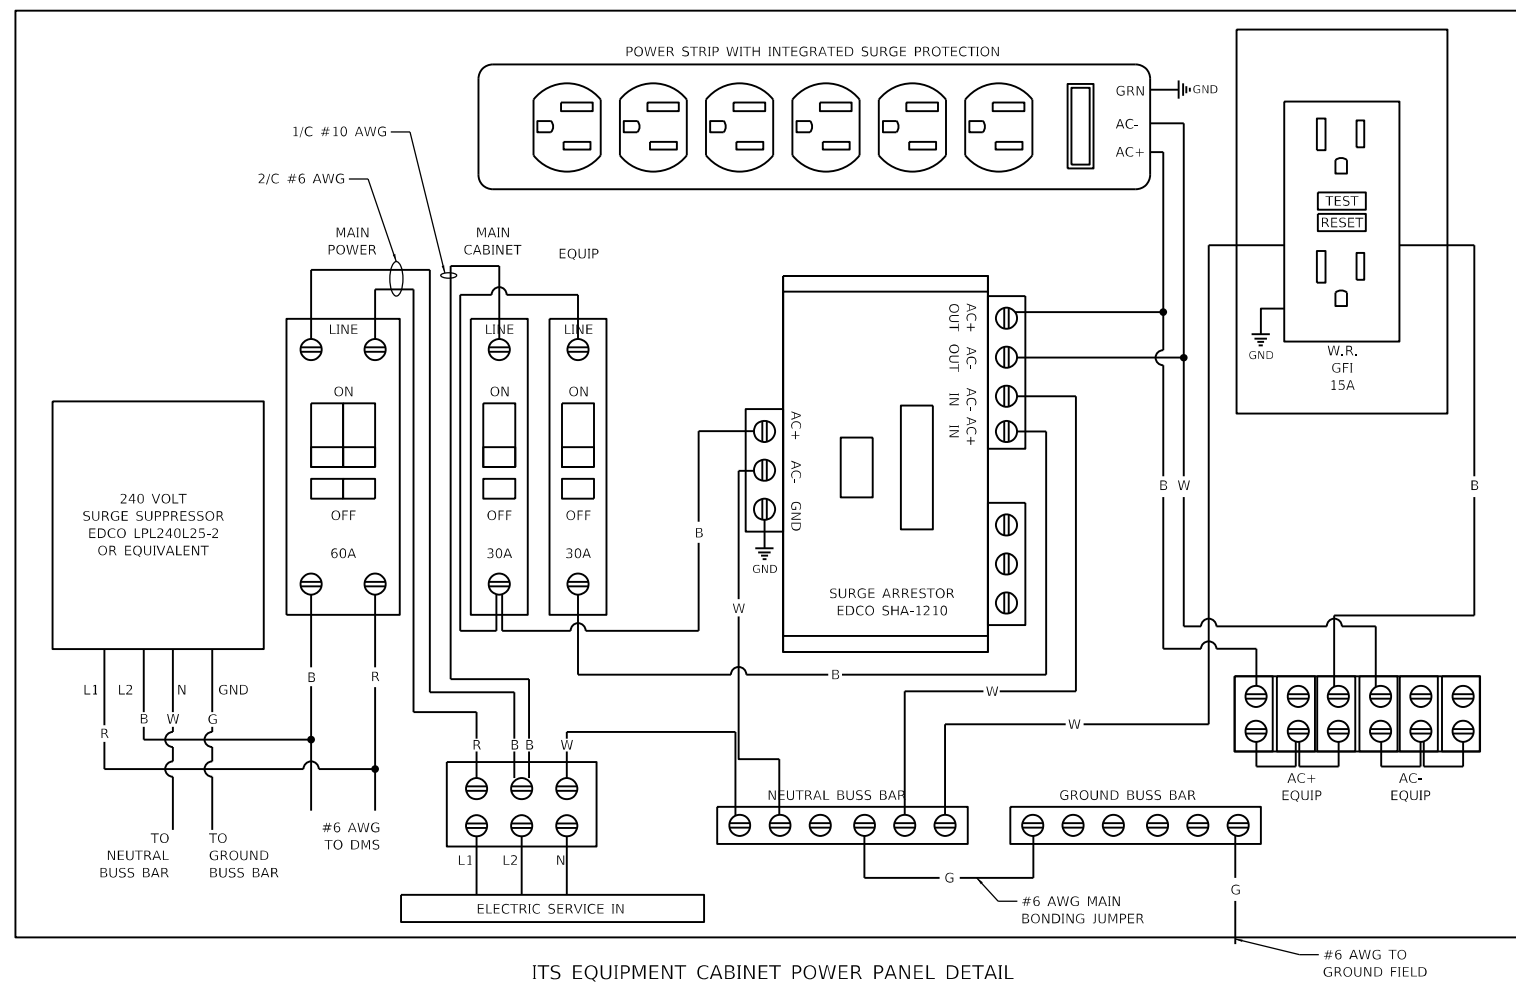 POWER STRIP WITH INTEGRATED SURGE PROTECTION
GRN
GND
AC-
AC+
1/C #10 AWG
2/C #6 AWG
MAIN
POWER
MAIN
CABINET
EQUIP
TEST
RESET
GND
W.R.
GFI
15A
LINE
LINE
LINE
ON
ON
ON
OFF
OFF
OFF
60A
30A
30A
AC+
OUT
AC-
OUT
AC-
IN
AC+
IN
AC+
AC-
GND
GND
240 VOLT
SURGE SUPPRESSOR
EDCO LPL240L25-2
OR EQUIVALENT
B
W
B
B
W
SURGE ARRESTOR
EDCO SHA-1210
L1
L2
N
GND
B
R
B
W
G
R
B
W
W
R
B
B
W
AC+
EQUIP
AC-
EQUIP
NEUTRAL BUSS BAR
GROUND BUSS BAR
TO
NEUTRAL
BUSS BAR
TO
GROUND
BUSS BAR
#6 AWG
TO DMS
L1
L2
N
ELECTRIC SERVICE IN
G
G
#6 AWG MAIN
BONDING JUMPER
#6 AWG TO
GROUND FIELD
ITS EQUIPMENT CABINET POWER PANEL DETAIL